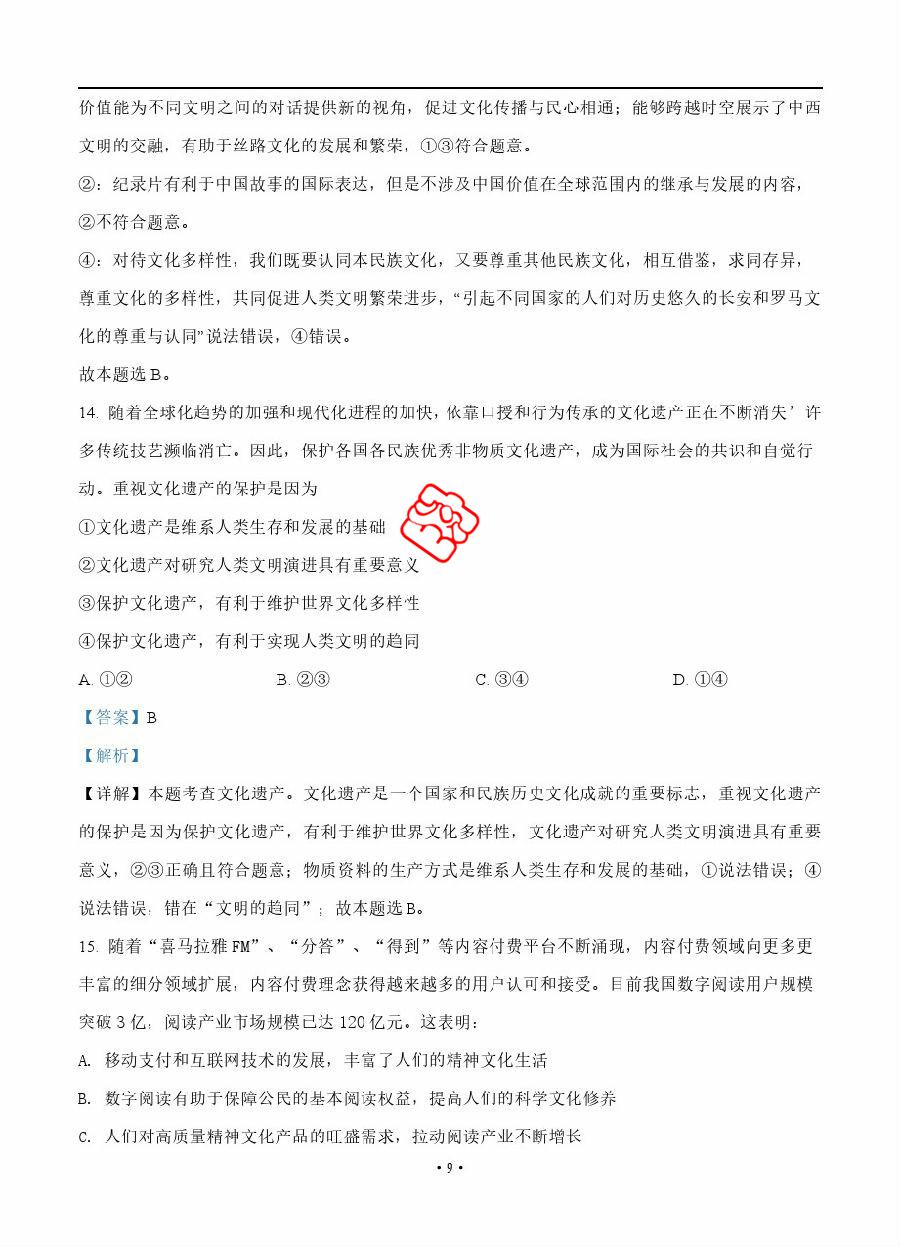 价值能为不同文明之间的对话提供新的视角，促过文化传播与民心相通；能够跨越时空展示了中西
文明的交融，有助于丝路文化的发展和繁荣，①③符合题意。
②：纪录片有利于中国故事的国际表达，但是不涉及中国价值在全球范围内的继承与发展的内容，
②不符合题意。
④：对待文化多样性，我们既要认同本民族文化，又要尊重其他民族文化，相互借鉴，求同存异，
尊重文化的多样性，共同促进人类文明繁荣进步，“引起不同国家的人们对历史悠久的长安和罗马文
化的尊重与认同”说法错误，④错误。
故本题选 B。
14. 随着全球化趋势的加强和现代化进程的加快，依靠口授和行为传承的文化遗产正在不断消失，许
多传统技艺濒临消亡。因此，保护各国各民族优秀非物质文化遗产，成为国际社会的共识和自觉行
动。重视文化遗产的保护是因为
①文化遗产是维系人类生存和发展的基础
②文化遗产对研究人类文明演进具有重要意义
③保护文化遗产，有利于维护世界文化多样性
④保护文化遗产，有利于实现人类文明的趋同
A. ①② B. ②③ C. ③④ D. ①④
【答案】B
【解析】
【详解】本题考查文化遗产。文化遗产是一个国家和民族历史文化成就的重要标志，重视文化遗产
的保护是因为保护文化遗产，有利于维护世界文化多样性，文化遗产对研究人类文明演进具有重要
意义，②③正确且符合题意；物质资料的生产方式是维系人类生存和发展的基础，①说法错误；④
说法错误，错在“文明的趋同”；故本题选 B。
15. 随着“喜马拉雅 FM”、“分答”、“得到”等内容付费平台不断涌现，内容付费领域向更多更
丰富的细分领域扩展，内容付费理念获得越来越多的用户认可和接受。目前我国数字阅读用户规模
突破 3 亿，阅读产业市场规模已达 120 亿元。这表明：
A. 移动支付和互联网技术的发展，丰富了人们的精神文化生活
B. 数字阅读有助于保障公民的基本阅读权益，提高人们的科学文化修养
C. 人们对高质量精神文化产品的旺盛需求，拉动阅读产业不断增长
·9·